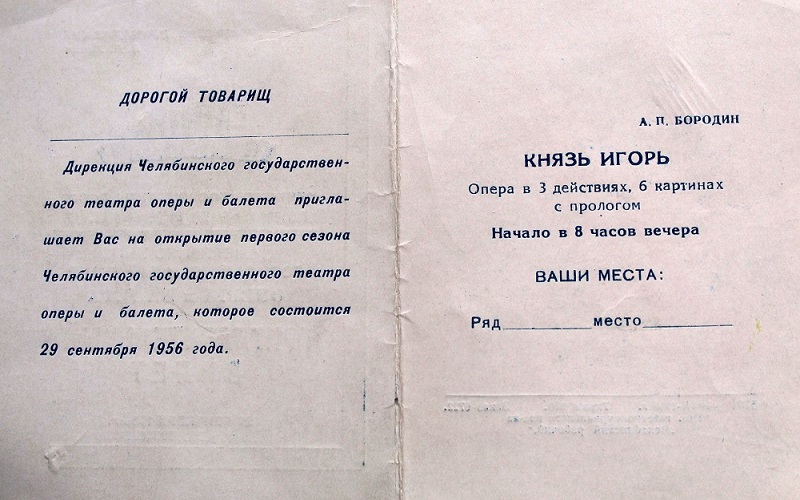 ДОРОГОЙ ТОВАРИЩ
Дирекция Челябинского государствен-
ного театра оперы и балета пригла-
шает Вас на открытие первого сезона
Челябинского государственного театра
оперы и балета, которое состоится
29 сентября 1956 года.
А. П. БОРОДИН
КНЯЗЬ ИГОРЬ
Опера в 3 действиях, 6 картинах
с прологом
Начало в 8 часов вечера
ВАШИ МЕСТА:
Ряд__________место____________